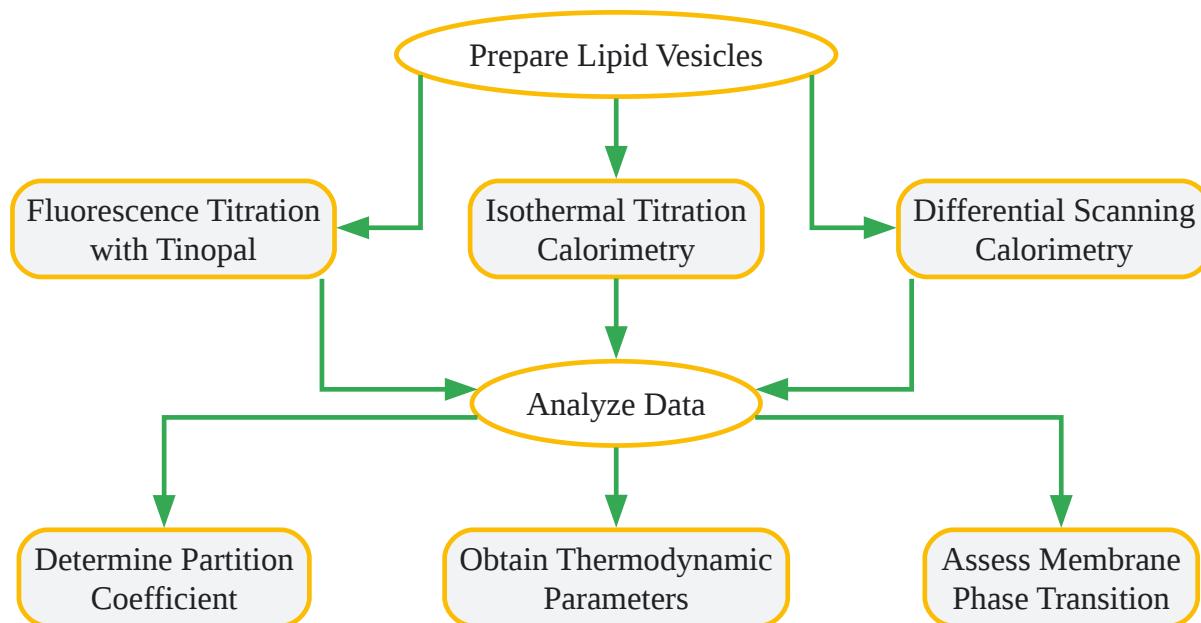 Prepare Lipid Vesicles
Fluorescence Titration
with Tinopal
Isothermal Titration
Calorimetry
Differential Scanning
Calorimetry
Analyze Data
Determine Partition
Coefficient
Obtain Thermodynamic
Parameters
Assess Membrane
Phase Transition